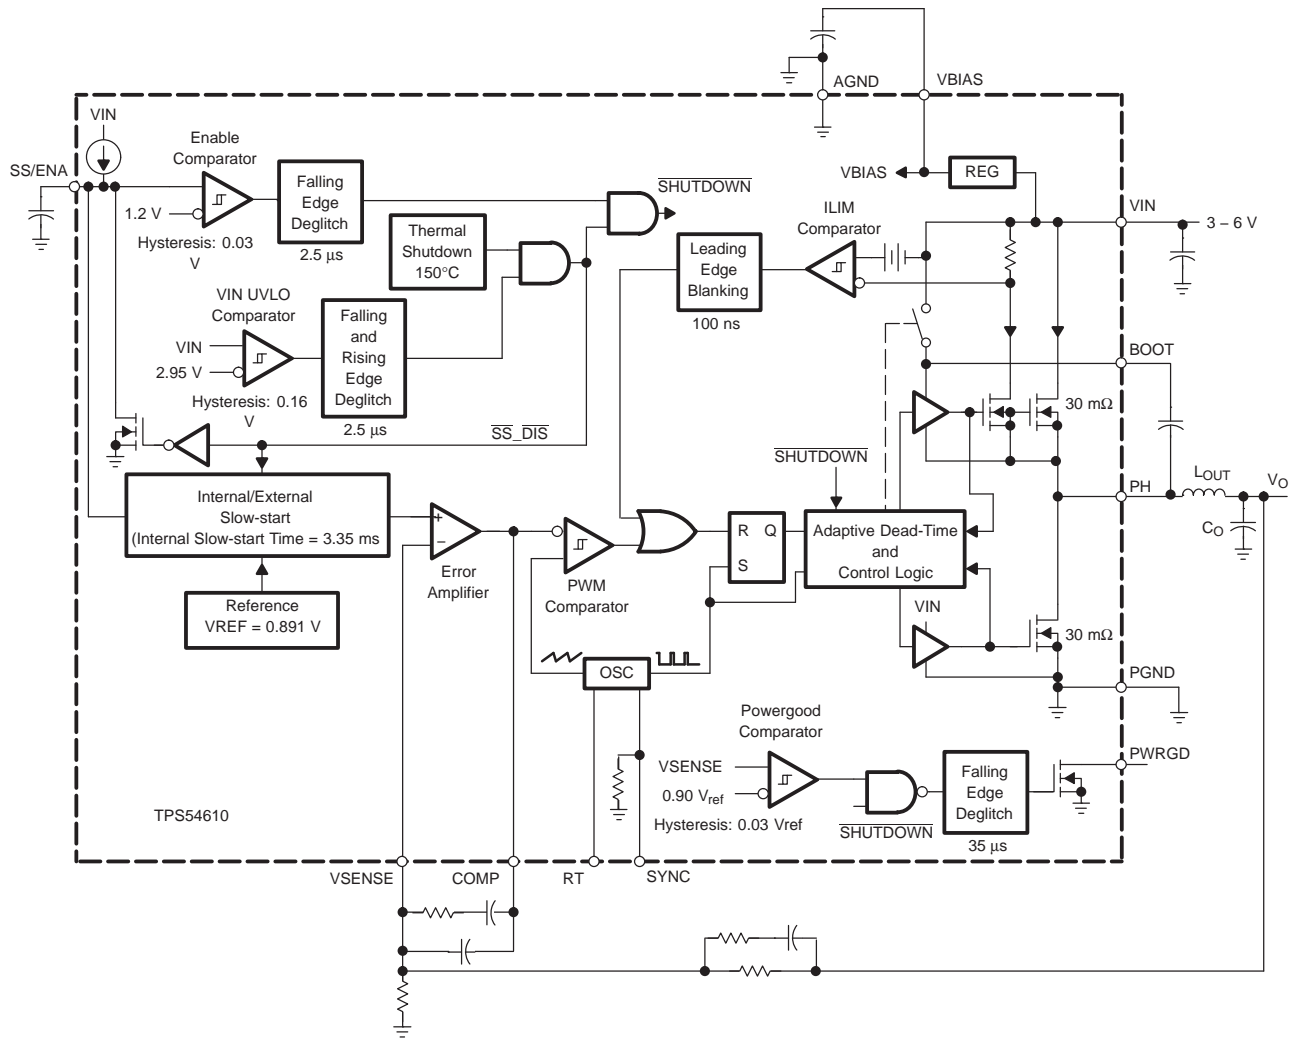 AGND
VBIAS
VIN
Enable
Comparator
SS/ENA
1.2 V
Hysteresis: 0.03
V
Falling
Edge
Deglitch
2.5 µs
Thermal
Shutdown
150°C
SHUTDOWN
VBIAS
REG
ILIM
Comparator
VIN
3 – 6 V
Leading
Edge
Blanking
100 ns
VIN UVLO
Comparator
VIN
2.95 V
Hysteresis: 0.16
V
Falling
and
Rising
Edge
Deglitch
2.5 µs
BOOT
30 mΩ
SS_DIS
SHUTDOWN
PH
LOUT
VO
CO
Internal/External
Slow-start
(Internal Slow-start Time = 3.35 ms
+
−
Error
Amplifier
PWM
Comparator
R Q
S
Adaptive Dead-Time
and
Control Logic
Reference
VREF = 0.891 V
VIN
30 mΩ
OSC
PGND
Powergood
Comparator
VSENSE
0.90 Vref
Hysteresis: 0.03 Vref
SHUTDOWN
Falling
Edge
Deglitch
35 µs
PWRGD
TPS54610
VSENSE
COMP
RT
SYNC